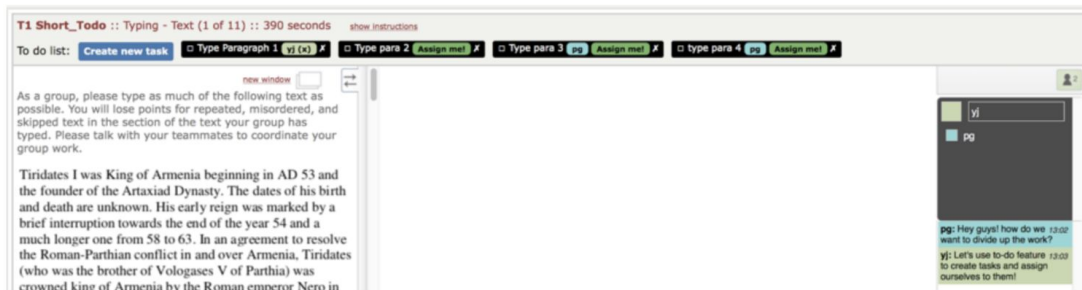 T1 Short_Todo :: Typing - Text (1 of 11) :: 390 seconds show instructions
To do list: Create new task Type Paragraph 1 yj (x) ✗ Type para 2 Assign me! ✗ Type para 3 pg Assign me! ✗ type para 4 pg Assign me! ✗
new window
As a group, please type as much of the following text as
possible. You will lose points for repeated, misordered, and
skipped text in the section of the text your group has
typed. Please talk with your teammates to coordinate your
group work.
Tiridates I was King of Armenia beginning in AD 53 and
the founder of the Artaxiad Dynasty. The dates of his birth
and death are unknown. His early reign was marked by a
brief interruption towards the end of the year 54 and a
much longer one from 58 to 63. In an agreement to resolve
the Roman-Parthian conflict in and over Armenia, Tiridates
(who was the brother of Vologases V of Parthia) was
crowned king of Armenia by the Roman emperor Nero in
2
yj
pg
pg: Hey guys! how do we 13:02
want to divide up the work?
yj: Let's use to-do feature 13:03
to create tasks and assign
ourselves to them!